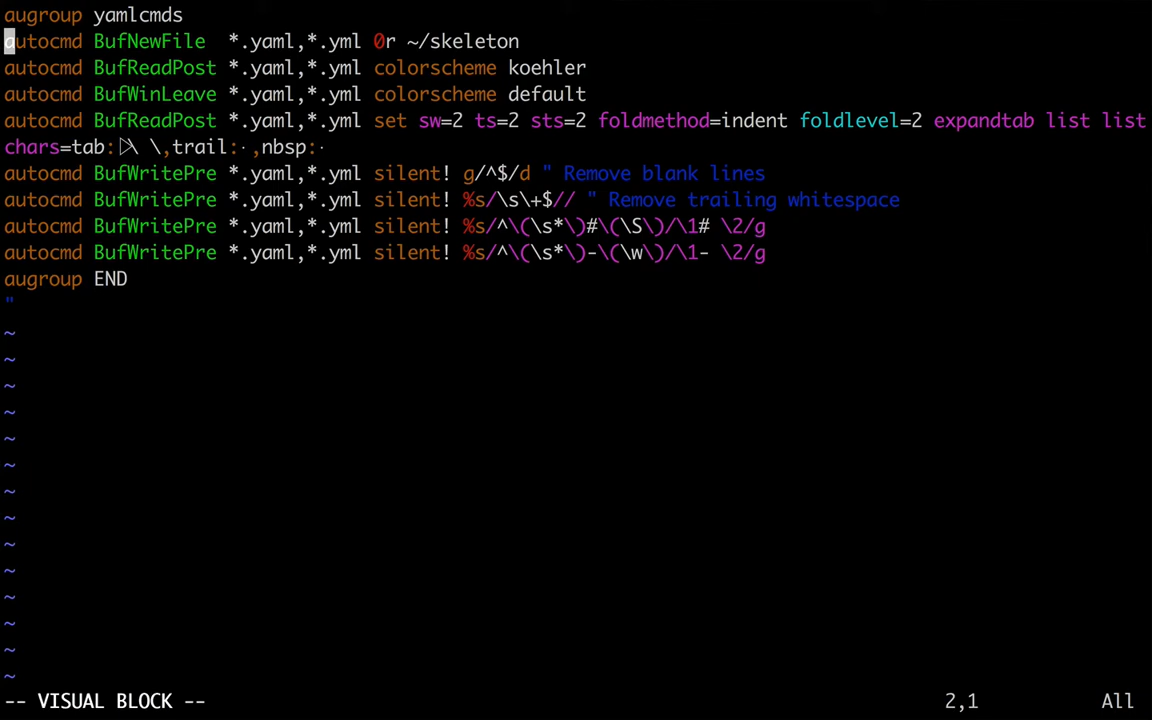 augroup yamlcmds
autocmd BufNewFile  *.yaml,*.yml 0r ~/skeleton
autocmd BufReadPost *.yaml,*.yml colorscheme koehler
autocmd BufWinLeave *.yaml,*.yml colorscheme default
autocmd BufReadPost *.yaml,*.yml set sw=2 ts=2 sts=2 foldmethod=indent foldlevel=2 expandtab list list
chars=tab:▷\ \,trail:·,nbsp:·
autocmd BufWritePre *.yaml,*.yml silent! g/^$/d " Remove blank lines
autocmd BufWritePre *.yaml,*.yml silent! %s/\s\+$// " Remove trailing whitespace
autocmd BufWritePre *.yaml,*.yml silent! %s/^\(\s*\)#\(\S\)/\1# \2/g
autocmd BufWritePre *.yaml,*.yml silent! %s/^\(\s*\)-\(\w\)/\1- \2/g
augroup END
"
~
~
~
~
~
~
~
~
~
~
~
~
~
~
-- VISUAL BLOCK -- 2,1 All